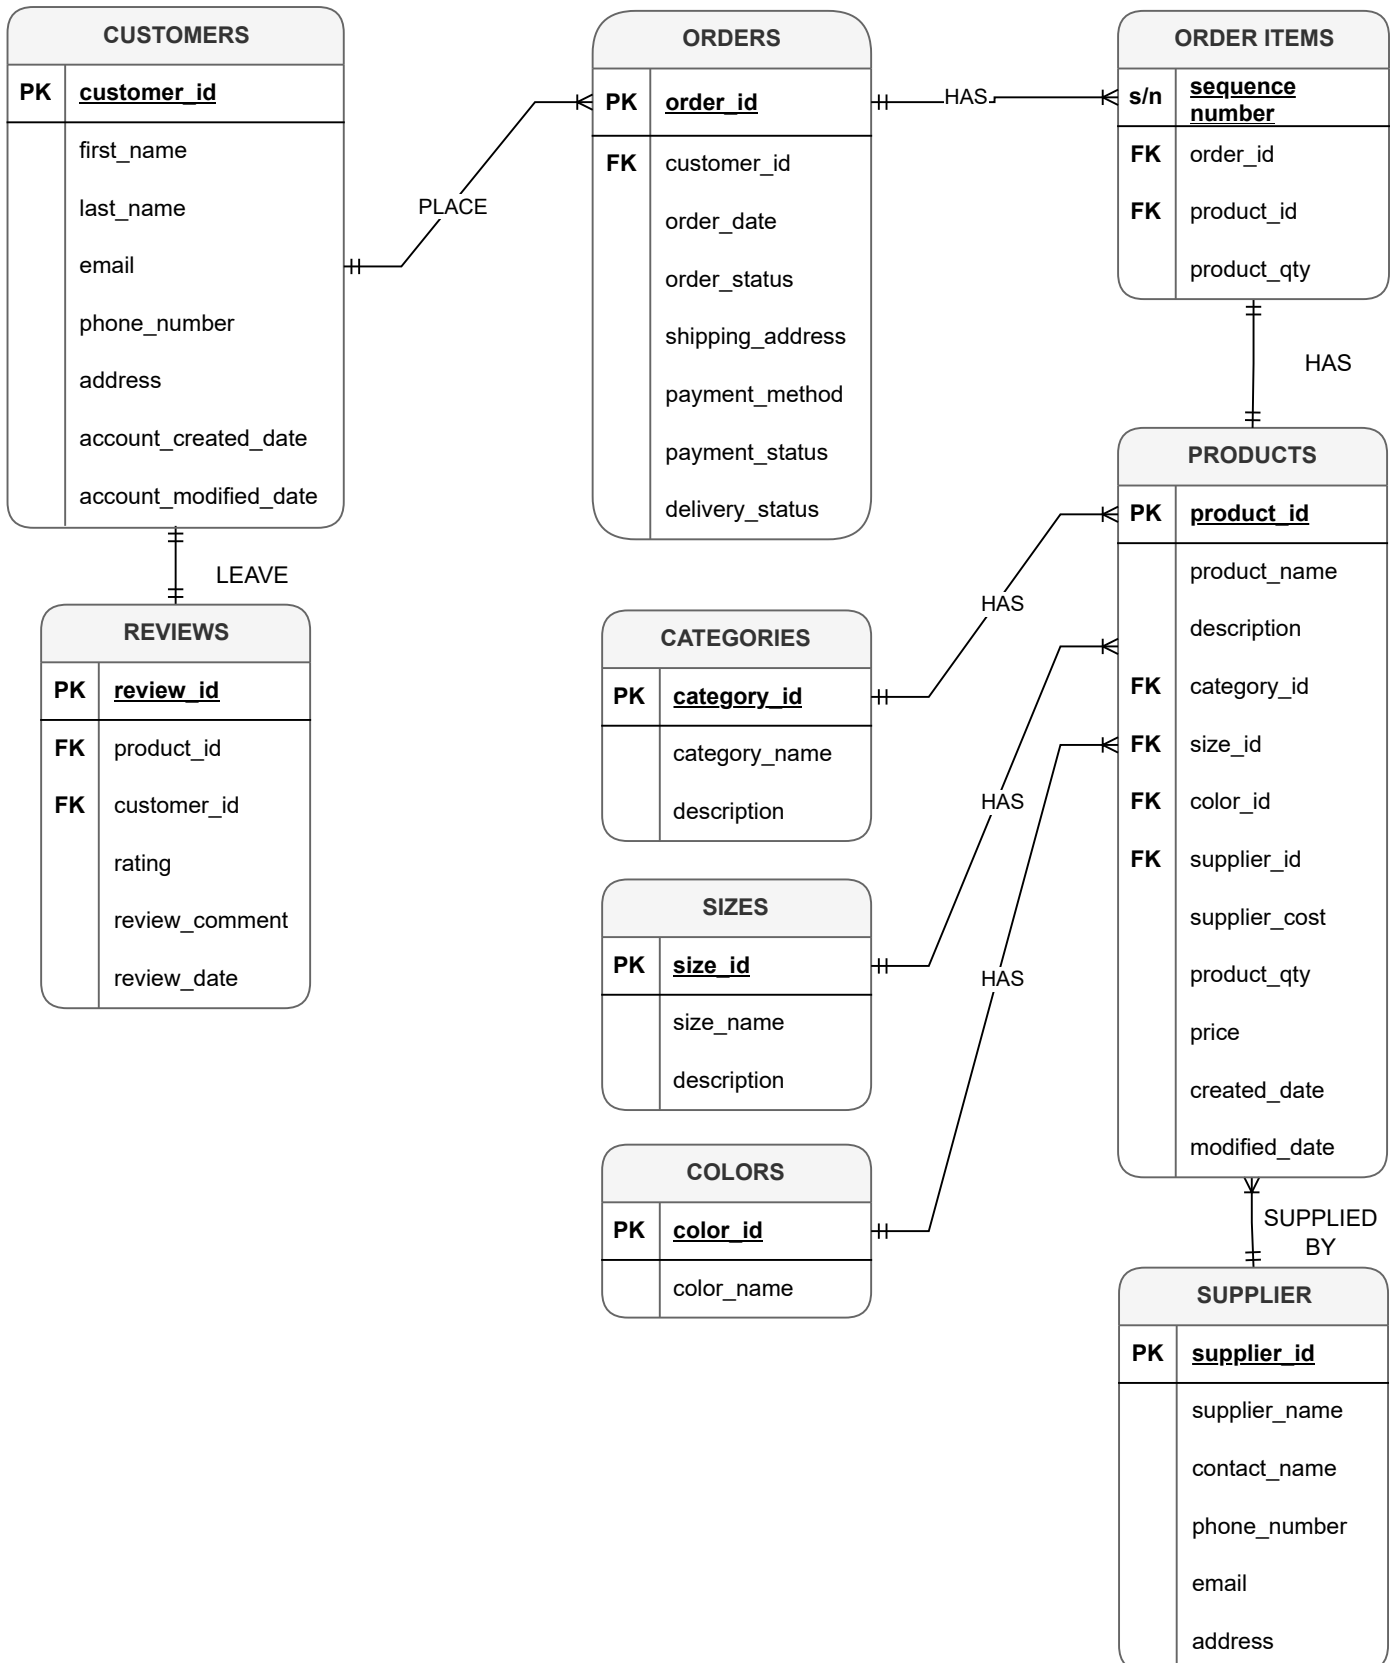 CUSTOMERS
PK customer_id
first_name
last_name
email
phone_number
address
account_created_date
account_modified_date
PLACE
ORDERS
PK order_id
FK customer_id
order_date
order_status
shipping_address
payment_method
payment_status
delivery_status
HAS
ORDER ITEMS
s/n sequence
number
FK order_id
FK product_id
product_qty
HAS
LEAVE
REVIEWS
PK review_id
FK product_id
FK customer_id
rating
review_comment
review_date
CATEGORIES
PK category_id
category_name
description
HAS
SIZES
PK size_id
size_name
description
HAS
COLORS
PK color_id
color_name
HAS
PRODUCTS
PK product_id
product_name
description
FK category_id
FK size_id
FK color_id
FK supplier_id
supplier_cost
product_qty
price
created_date
modified_date
SUPPLIED
BY
SUPPLIER
PK supplier_id
supplier_name
contact_name
phone_number
email
address